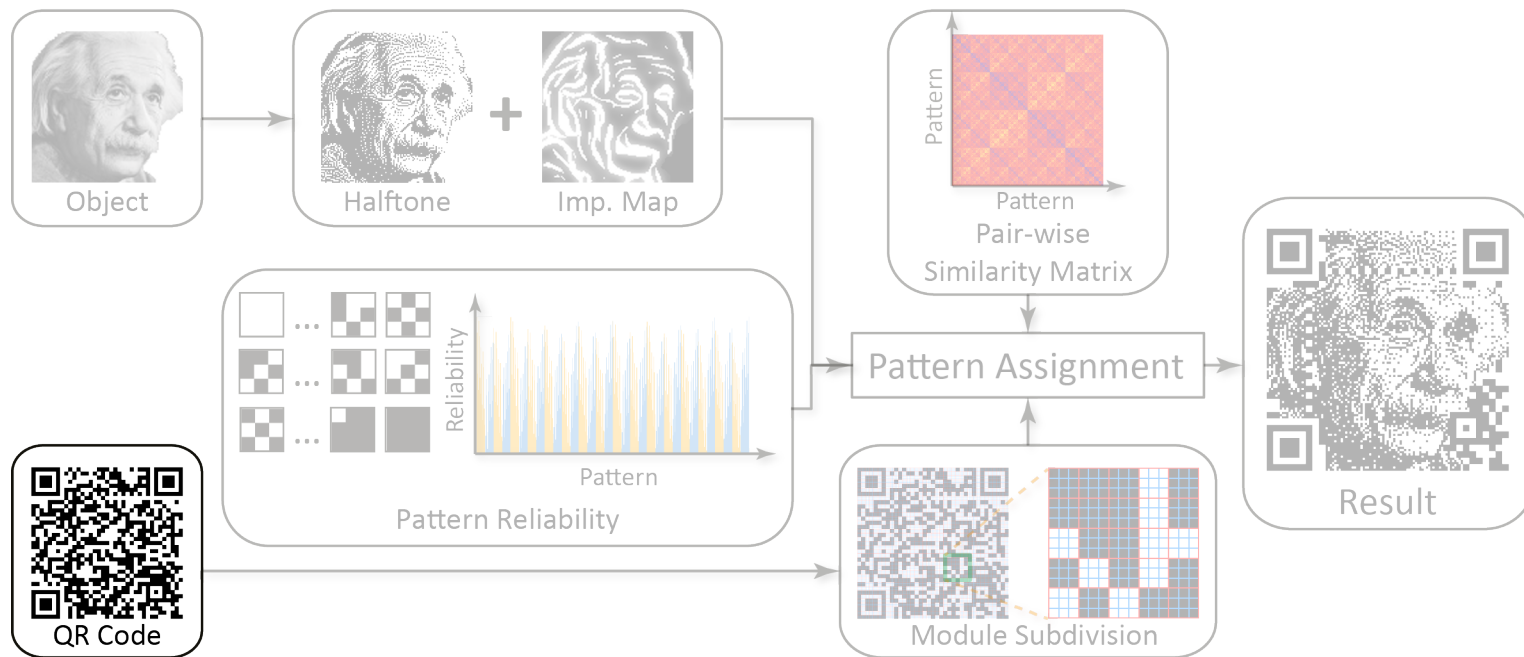 Object
Halftone
+
Imp. Map
Pattern
Pattern
Pair-wise
Similarity Matrix
...
...
...
Reliability
Pattern
Pattern Reliability
Pattern Assignment
QR Code
Module Subdivision
Result